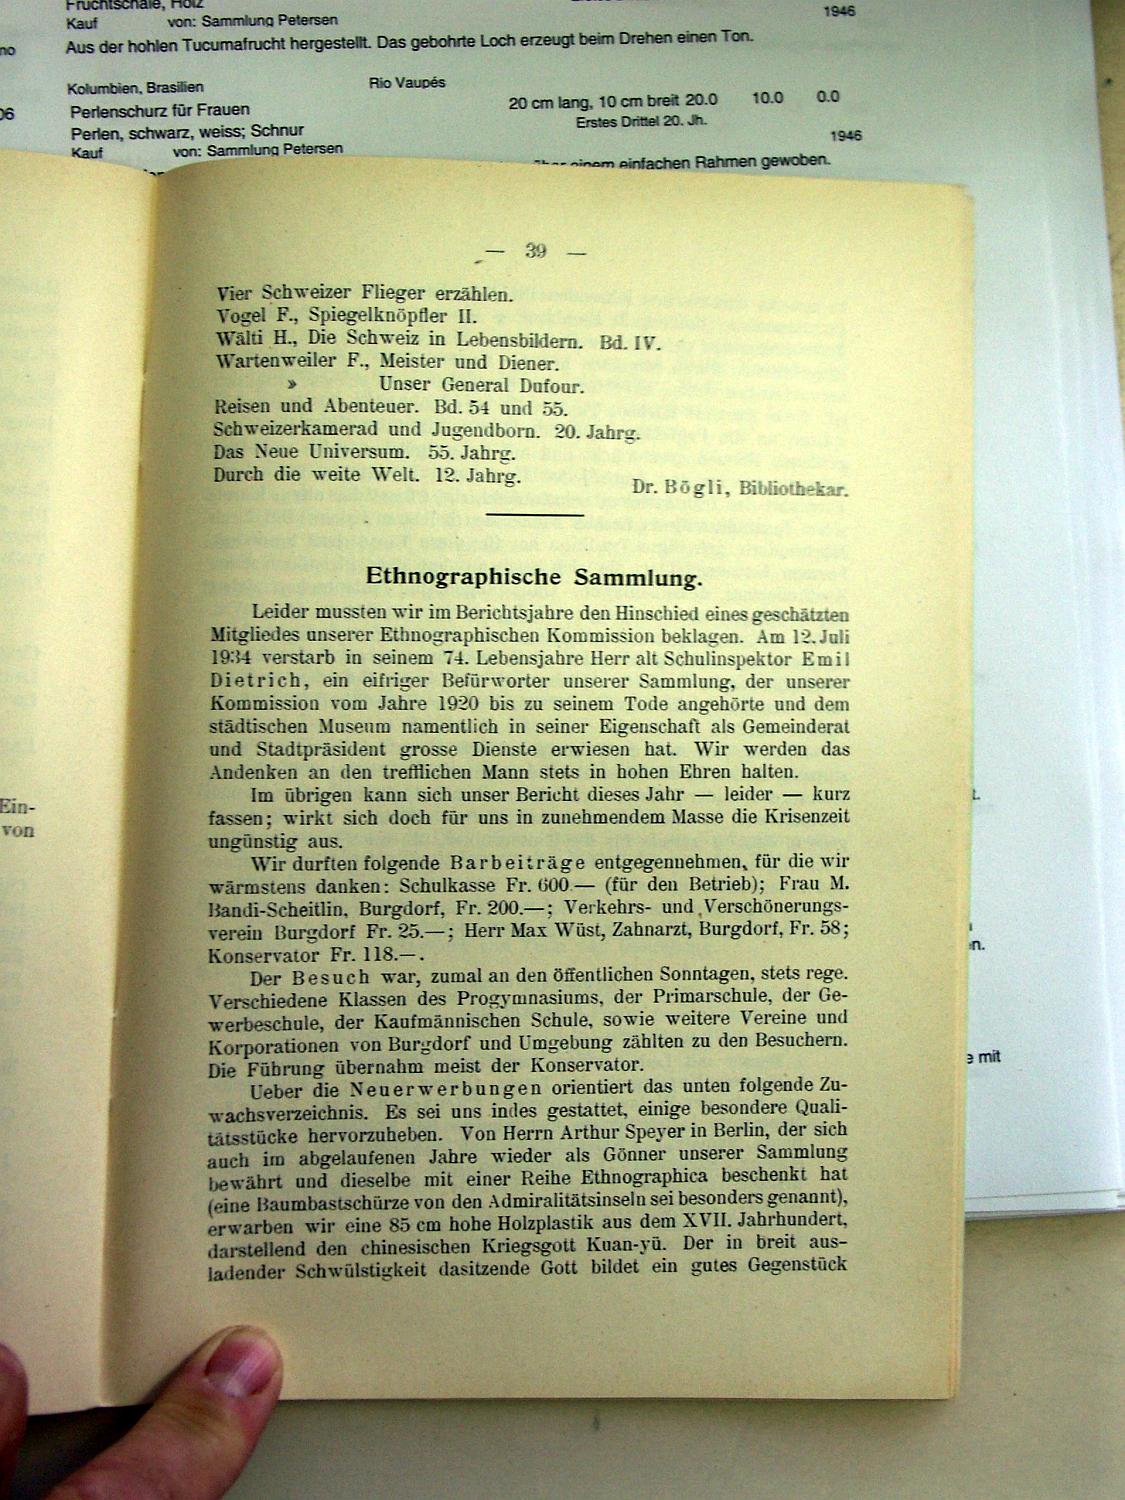 Fruchtschale, Holz
Kauf von: Sammlung Petersen
1946
Aus der hohlen Tucumafrucht hergestellt. Das gebohrte Loch erzeugt beim Drehen einen Ton.
Kolumbien, Brasilien Rio Vaupés
Perlenschurz für Frauen 20 cm lang, 10 cm breit 20.0 10.0 0.0
Perlen, schwarz, weiss; Schnur Erstes Drittel 20. Jh.
Kauf von: Sammlung Petersen 1946
einem einfachen Rahmen gewoben.
— 39 —
Vier Schweizer Flieger erzählen.
Vogel F., Spiegelknöpfler II.
Wälti H., Die Schweiz in Lebensbildern. Bd. IV.
Wartenweiler F., Meister und Diener.
» Unser General Dufour.
Reisen und Abenteuer. Bd. 54 und 55.
Schweizerkamerad und Jugendborn. 20. Jahrg.
Das Neue Universum. 55. Jahrg.
Durch die weite Welt. 12. Jahrg.
Dr. Bögli, Bibliothekar.
Ethnographische Sammlung.
Leider mussten wir im Berichtsjahre den Hinschied eines geschätzten
Mitgliedes unserer Ethnographischen Kommission beklagen. Am 12. Juli
1934 verstarb in seinem 74. Lebensjahre Herr alt Schulinspektor Emil
Dietrich, ein eifriger Befürworter unserer Sammlung, der unserer
Kommission vom Jahre 1920 bis zu seinem Tode angehörte und dem
städtischen Museum namentlich in seiner Eigenschaft als Gemeinderat
und Stadtpräsident grosse Dienste erwiesen hat. Wir werden das
Andenken an den trefflichen Mann stets in hohen Ehren halten.
Im übrigen kann sich unser Bericht dieses Jahr — leider — kurz
fassen; wirkt sich doch für uns in zunehmendem Masse die Krisenzeit
ungünstig aus.
Wir durften folgende Barbeiträge entgegennehmen, für die wir
wärmstens danken: Schulkasse Fr. 600.— (für den Betrieb); Frau M.
Bandi-Scheitlin, Burgdorf, Fr. 200.—; Verkehrs- und Verschönerungs-
verein Burgdorf Fr. 25.—; Herr Max Wüst, Zahnarzt, Burgdorf, Fr. 58;
Konservator Fr. 118.—.
Der Besuch war, zumal an den öffentlichen Sonntagen, stets rege.
Verschiedene Klassen des Progymnasiums, der Primarschule, der Ge-
werbeschule, der Kaufmännischen Schule, sowie weitere Vereine und
Korporationen von Burgdorf und Umgebung zählten zu den Besuchern.
Die Führung übernahm meist der Konservator.
Ueber die Neuerwerbungen orientiert das unten folgende Zu-
wachsverzeichnis. Es sei uns indes gestattet, einige besondere Quali-
tätsstücke hervorzuheben. Von Herrn Arthur Speyer in Berlin, der sich
auch im abgelaufenen Jahre wieder als Gönner unserer Sammlung
bewährt und dieselbe mit einer Reihe Ethnographica beschenkt hat
(eine Baumbastschürze von den Admiralitätsinseln sei besonders genannt),
erwarben wir eine 85 cm hohe Holzplastik aus dem XVII. Jahrhundert,
darstellend den chinesischen Kriegsgott Kuan-yü. Der in breit aus-
ladender Schwülstigkeit dasitzende Gott bildet ein gutes Gegenstück
Ein-
von
n.
mit